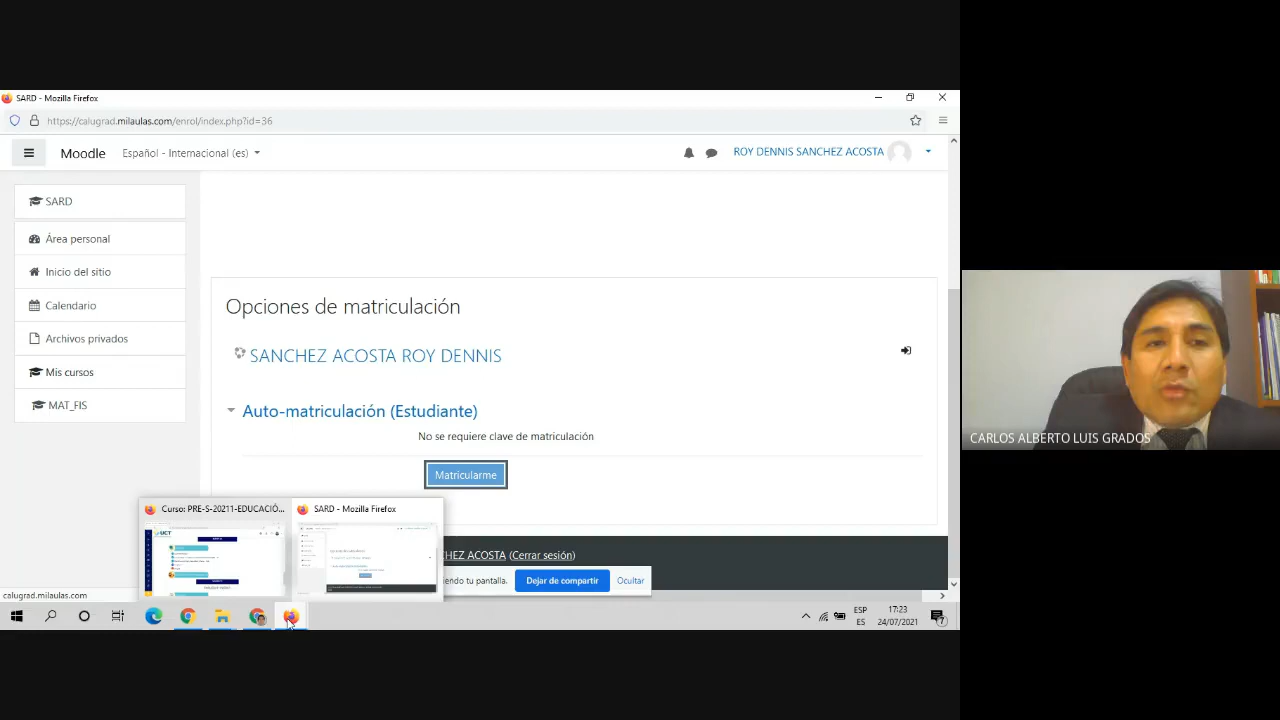 SARD - Mozilla Firefox
https://calugrad.milaulas.com/enrol/index.php?id=36
Moodle
Español - Internacional (es)
ROY DENNIS SANCHEZ ACOSTA
SARD
Área personal
Inicio del sitio
Calendario
Archivos privados
Mis cursos
MAT_FIS
Opciones de matriculación
SANCHEZ ACOSTA ROY DENNIS
Auto-matriculación (Estudiante)
No se requiere clave de matriculación
Matricularme
Curso: PRE-S-20211-EDUCACIÓ...
SARD - Mozilla Firefox
UCT
HEZ ACOSTA (Cerrar sesión)
endo tu pantalla.
Dejar de compartir
Ocultar
calugrad.milaulas.com
ESP
ES
17:23
24/07/2021
7
CARLOS ALBERTO LUIS GRADOS